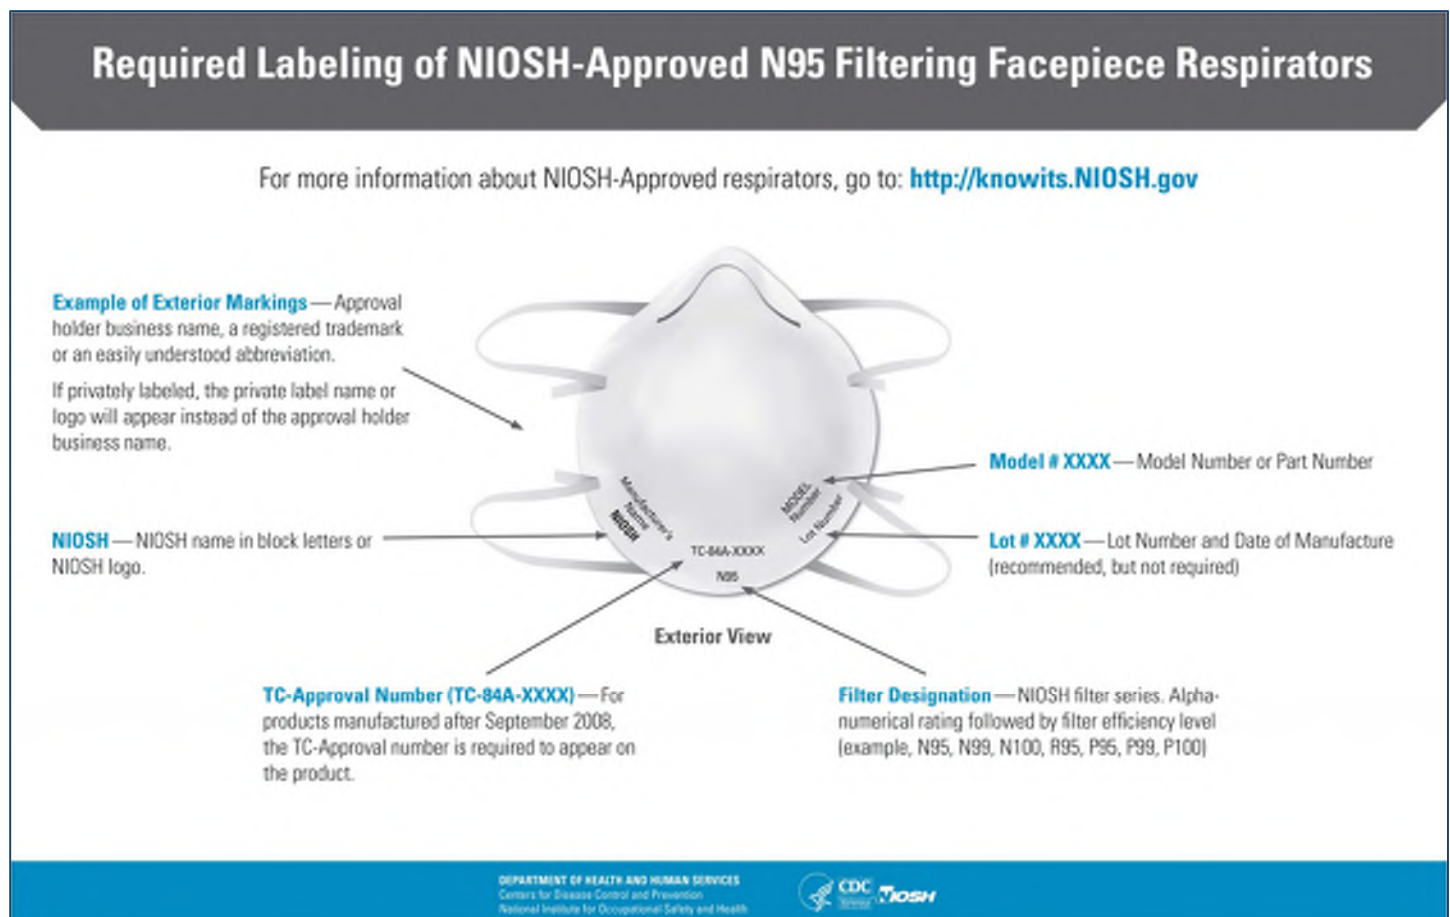 Required Labeling of NIOSH-Approved N95 Filtering Facepiece Respirators
For more information about NIOSH-Approved respirators, go to: http://knowits.NIOSH.gov
Example of Exterior Markings—Approval
holder business name, a registered trademark
or an easily understood abbreviation.
If privately labeled, the private label name or
logo will appear instead of the approval holder
business name.
NIOSH—NIOSH name in block letters or
NIOSH logo.
Manufacturer's
Name
NIOSH
TC-84A-XXXX
N95
MODEL
Number
Lot Number
Model # XXXX—Model Number or Part Number
Lot # XXXX—Lot Number and Date of Manufacture
(recommended, but not required)
Exterior View
TC-Approval Number (TC-84A-XXXX)—For
products manufactured after September 2008,
the TC-Approval number is required to appear on
the product.
Filter Designation—NIOSH filter series. Alpha-
numerical rating followed by filter efficiency level
(example, N95, N99, N100, R95, P95, P99, P100)
DEPARTMENT OF HEALTH AND HUMAN SERVICES
Centers for Disease Control and Prevention
National Institute for Occupational Safety and Health
CDC
NIOSH